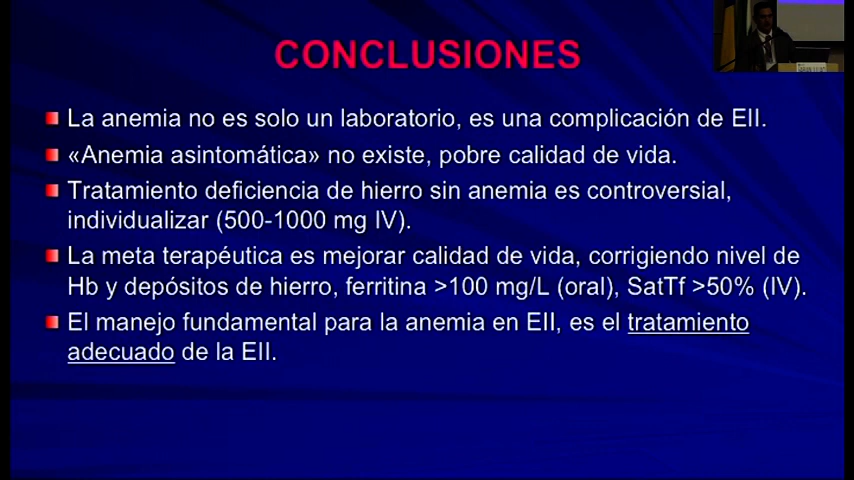 CONCLUSIONES
La anemia no es solo un laboratorio, es una complicación de EII.
«Anemia asintomática» no existe, pobre calidad de vida.
Tratamiento deficiencia de hierro sin anemia es controversial,
individualizar (500-1000 mg IV).
La meta terapéutica es mejorar calidad de vida, corrigiendo nivel de
Hb y depósitos de hierro, ferritina >100 mg/L (oral), SatTf >50% (IV).
El manejo fundamental para la anemia en EII, es el tratamiento
adecuado de la EII.